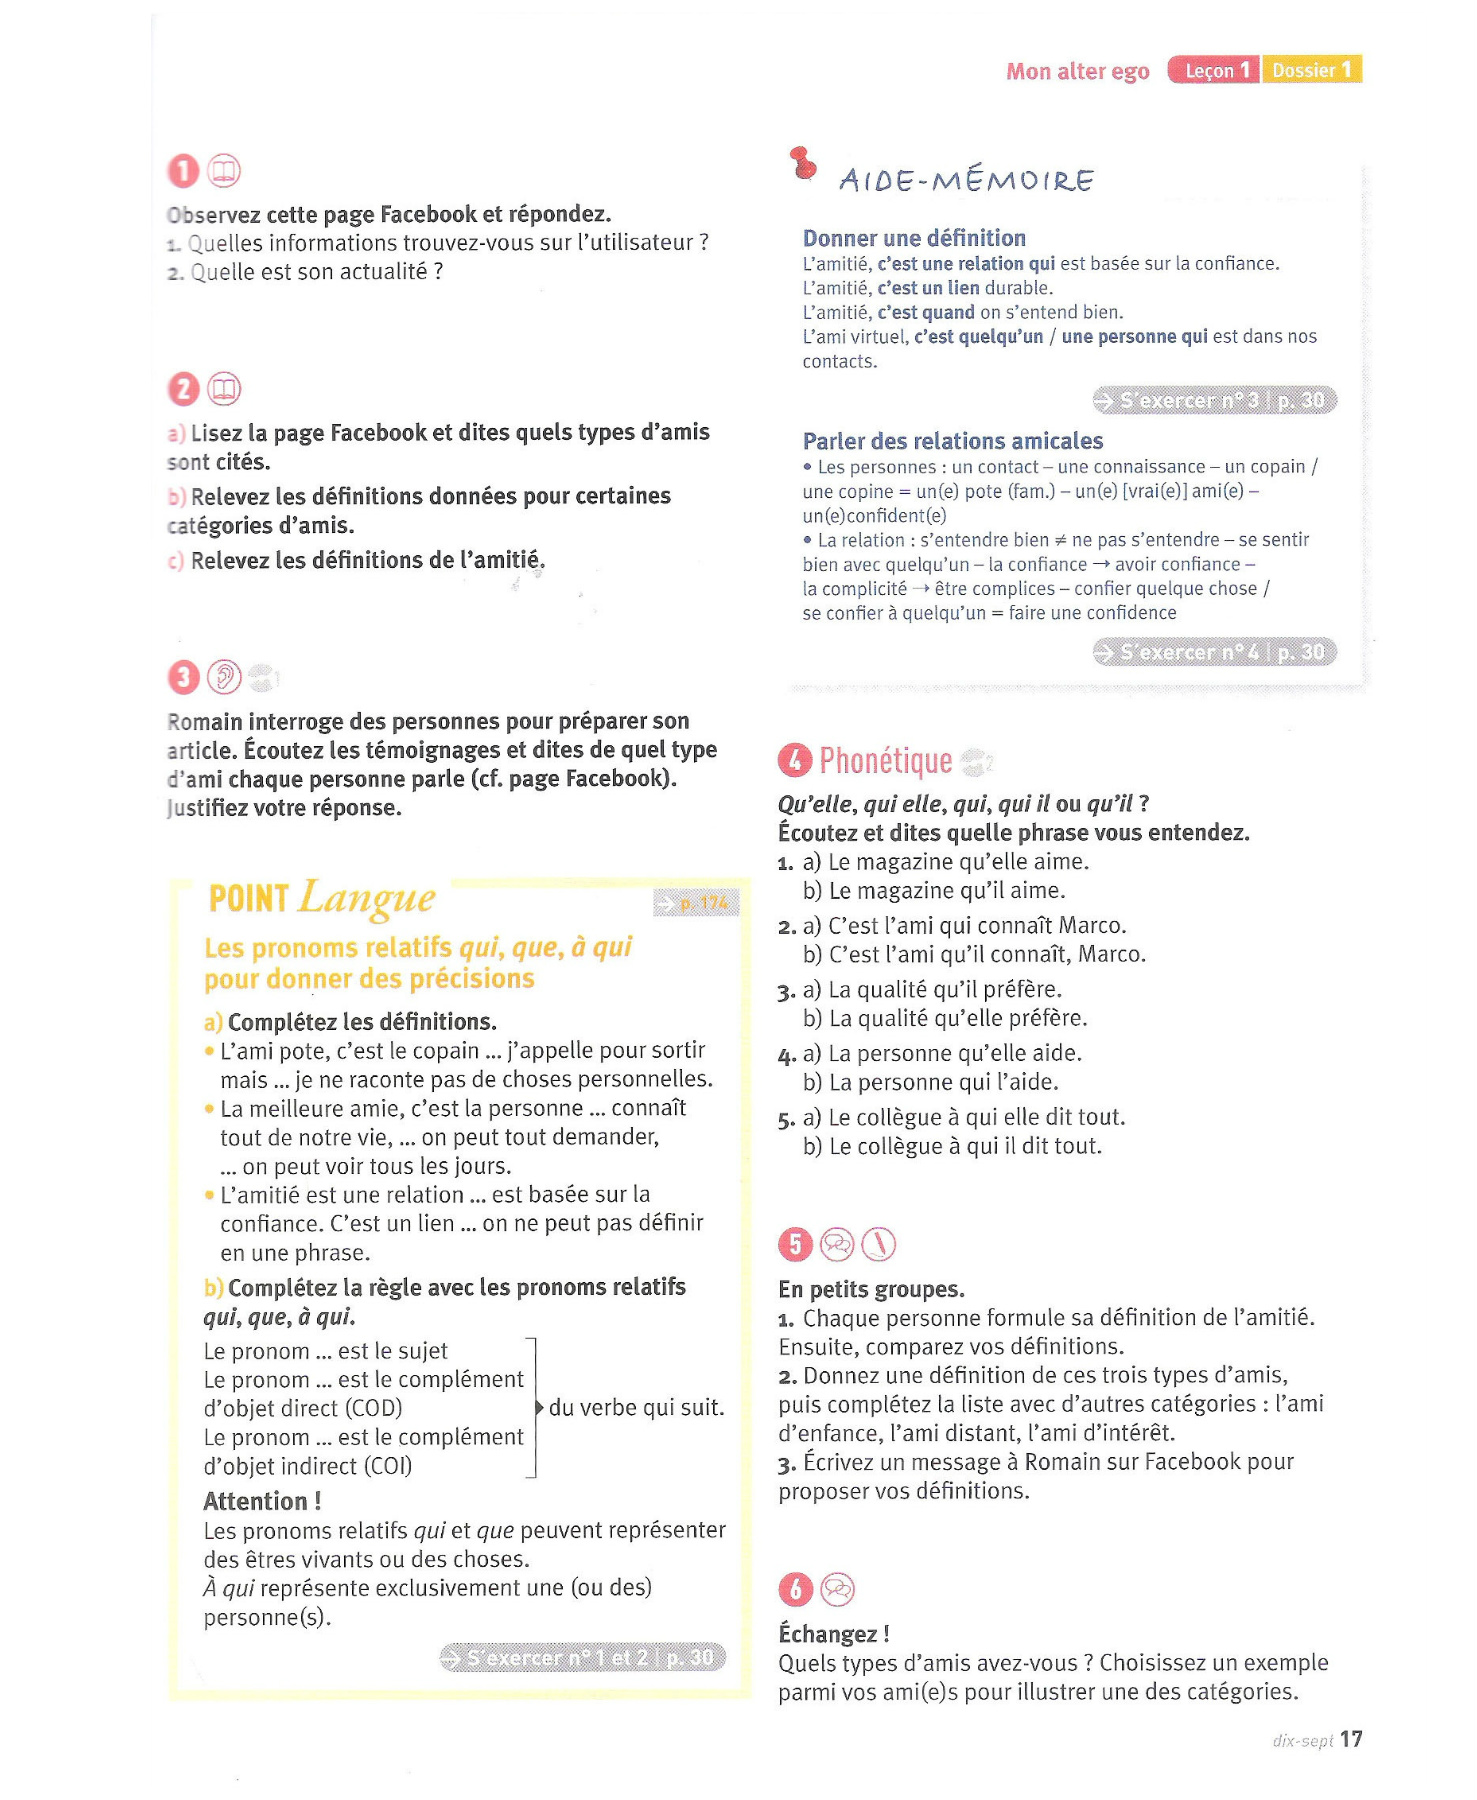 Mon alter ego Leçon 1 Dossier 1
1
Observez cette page Facebook et répondez.
1. Quelles informations trouvez-vous sur l'utilisateur ?
2. Quelle est son actualité ?
2
a) Lisez la page Facebook et dites quels types d'amis
sont cités.
b) Relevez les définitions données pour certaines
catégories d'amis.
c) Relevez les définitions de l'amitié.
3 1
Romain interroge des personnes pour préparer son
article. Écoutez les témoignages et dites de quel type
d'ami chaque personne parle (cf. page Facebook).
Justifiez votre réponse.
POINT Langue → p. 174
Les pronoms relatifs qui, que, à qui
pour donner des précisions
a) Complétez les définitions.
• L'ami pote, c'est le copain ... j'appelle pour sortir
mais ... je ne raconte pas de choses personnelles.
• La meilleure amie, c'est la personne ... connaît
tout de notre vie, ... on peut tout demander,
... on peut voir tous les jours.
• L'amitié est une relation ... est basée sur la
confiance. C'est un lien ... on ne peut pas définir
en une phrase.
b) Complétez la règle avec les pronoms relatifs
qui, que, à qui.
Le pronom ... est le sujet
Le pronom ... est le complément
d'objet direct (COD)
du verbe qui suit.
Le pronom ... est le complément
d'objet indirect (COI)
Attention !
Les pronoms relatifs qui et que peuvent représenter
des êtres vivants ou des choses.
À qui représente exclusivement une (ou des)
personne(s).
→ S'exercer n° 1 et 2 | p. 30
AIDE-MÉMOIRE
Donner une définition
L'amitié, c'est une relation qui est basée sur la confiance.
L'amitié, c'est un lien durable.
L'amitié, c'est quand on s'entend bien.
L'ami virtuel, c'est quelqu'un / une personne qui est dans nos
contacts.
→ S'exercer n° 3 | p. 30
Parler des relations amicales
• Les personnes : un contact – une connaissance – un copain /
une copine = un(e) pote (fam.) – un(e) [vrai(e)] ami(e) –
un(e)confident(e)
• La relation : s'entendre bien ≠ ne pas s'entendre – se sentir
bien avec quelqu'un – la confiance → avoir confiance –
la complicité → être complices – confier quelque chose /
se confier à quelqu'un = faire une confidence
→ S'exercer n° 4 | p. 30
4 Phonétique 2
Qu'elle, qui elle, qui, qui il ou qu'il ?
Écoutez et dites quelle phrase vous entendez.
1. a) Le magazine qu'elle aime.
b) Le magazine qu'il aime.
2. a) C'est l'ami qui connaît Marco.
b) C'est l'ami qu'il connaît, Marco.
3. a) La qualité qu'il préfère.
b) La qualité qu'elle préfère.
4. a) La personne qu'elle aide.
b) La personne qui l'aide.
5. a) Le collègue à qui elle dit tout.
b) Le collègue à qui il dit tout.
5
En petits groupes.
1. Chaque personne formule sa définition de l'amitié.
Ensuite, comparez vos définitions.
2. Donnez une définition de ces trois types d'amis,
puis complétez la liste avec d'autres catégories : l'ami
d'enfance, l'ami distant, l'ami d'intérêt.
3. Écrivez un message à Romain sur Facebook pour
proposer vos définitions.
6
Échangez !
Quels types d'amis avez-vous ? Choisissez un exemple
parmi vos ami(e)s pour illustrer une des catégories.
dix-sept 17